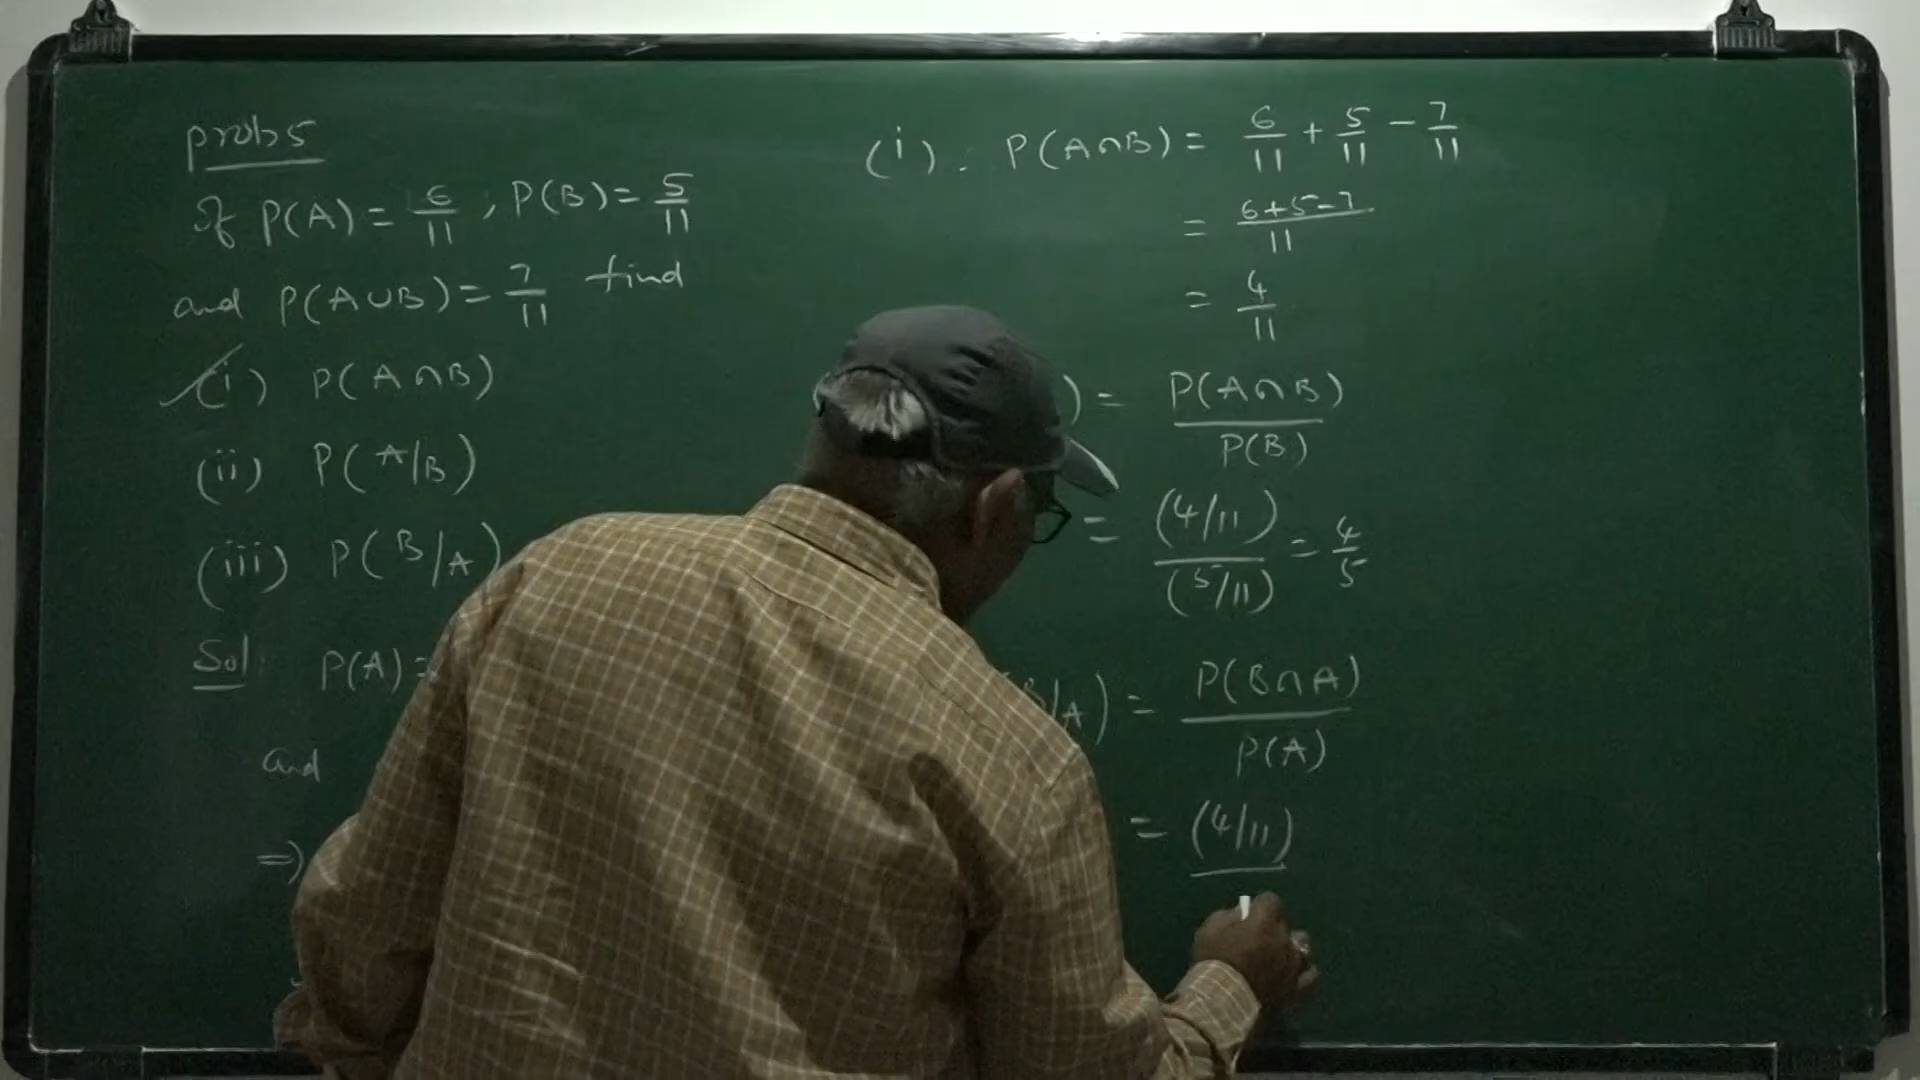 prob5
If P(A) = 6/11, P(B) = 5/11
and P(A∪B) = 7/11 find
(i) P(A∩B)
(ii) P(A/B)
(iii) P(B/A)
Sol: P(A) =
and
=>
(i). P(A∩B) = 6/11 + 5/11 - 7/11
= 6+5-7/11
= 4/11
) = P(A∩B)/P(B)
= (4/11)/(5/11) = 4/5
B/A) = P(B∩A)/P(A)
= (4/11)